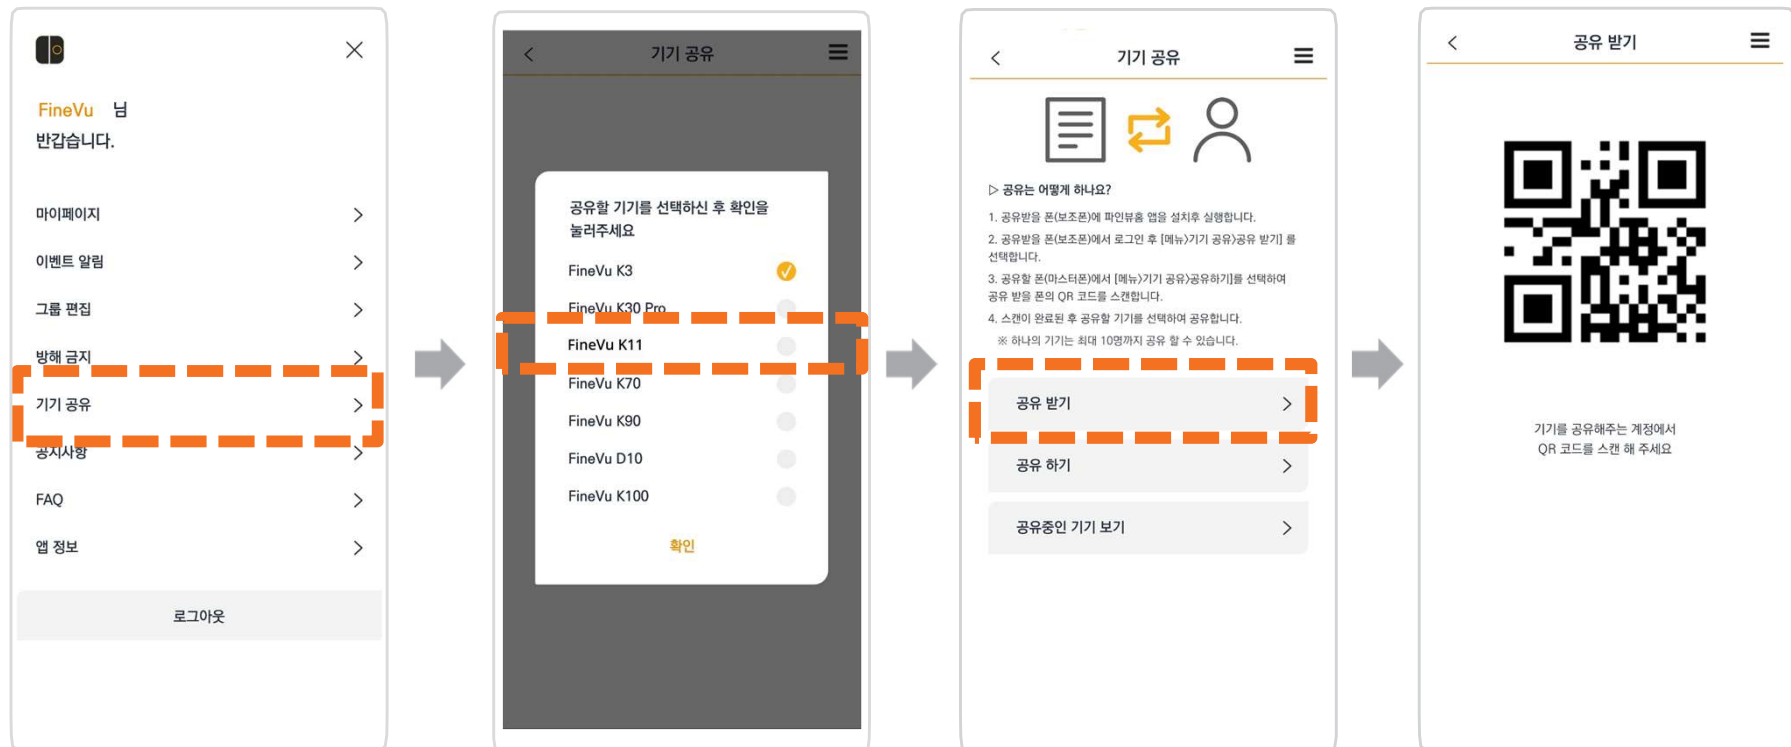 FineVu 님
반갑습니다.
마이페이지
이벤트 알림
그룹 편집
방해 금지
기기 공유
공지사항
FAQ
앱 정보
로그아웃
기기 공유
공유할 기기를 선택하신 후 확인을
눌러주세요
FineVu K3
FineVu K30 Pro
FineVu K11
FineVu K70
FineVu K90
FineVu D10
FineVu K100
확인
기기 공유
▷ 공유는 어떻게 하나요?
1. 공유받을 폰(보조폰)에 파인뷰홈 앱을 설치후 실행합니다.
2. 공유받을 폰(보조폰)에서 로그인 후 [메뉴>기기 공유>공유 받기] 를
선택합니다.
3. 공유할 폰(마스터폰)에서 [메뉴>기기 공유>공유하기]를 선택하여
공유 받을 폰의 QR 코드를 스캔합니다.
4. 스캔이 완료된 후 공유할 기기를 선택하여 공유합니다.
※ 하나의 기기는 최대 10명까지 공유 할 수 있습니다.
공유 받기
공유 하기
공유중인 기기 보기
공유 받기
기기를 공유해주는 계정에서
QR 코드를 스캔 해 주세요